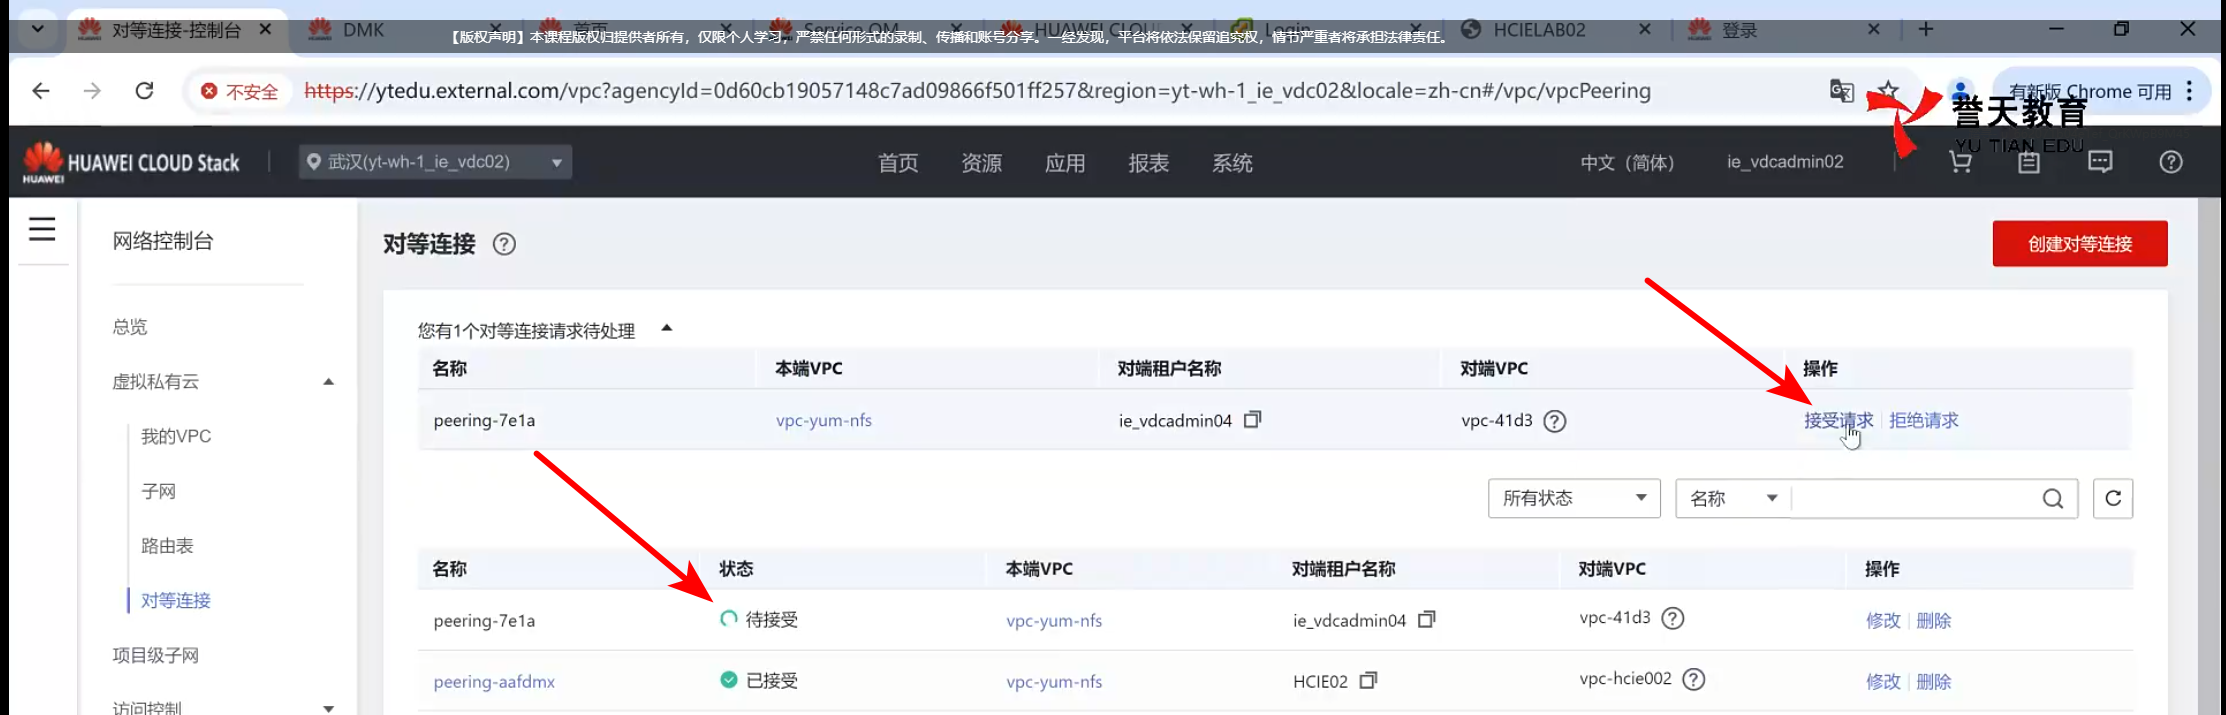 对等连接-控制台
DMK
首页
Service OM
HUAWEI CLOU
Login
HCIELAB02
登录
【版权声明】本课程版权归提供者所有，仅限个人学习，严禁任何形式的录制、传播和账号分享。一经发现，平台将依法保留追究权，情节严重者将承担法律责任。
不安全
https://ytedu.external.com/vpc?agencyId=0d60cb19057148c7ad09866f501ff257&region=yt-wh-1_ie_vdc02&locale=zh-cn#/vpc/vpcPeering
有新版 Chrome 可用
誉天教育
YU TIAN EDU
HUAWEI
HUAWEI CLOUD Stack
武汉(yt-wh-1_ie_vdc02)
首页
资源
应用
报表
系统
中文（简体）
ie_vdcadmin02
网络控制台
总览
虚拟私有云
我的VPC
子网
路由表
对等连接
项目级子网
访问控制
对等连接
创建对等连接
您有1个对等连接请求待处理
名称 本端VPC 对端租户名称 对端VPC 操作
peering-7e1a vpc-yum-nfs ie_vdcadmin04 vpc-41d3 接受请求 拒绝请求
所有状态 名称
名称 状态 本端VPC 对端租户名称 对端VPC 操作
peering-7e1a 待接受 vpc-yum-nfs ie_vdcadmin04 vpc-41d3 修改 删除
peering-aafdmx 已接受 vpc-yum-nfs HCIE02 vpc-hcie002 修改 删除